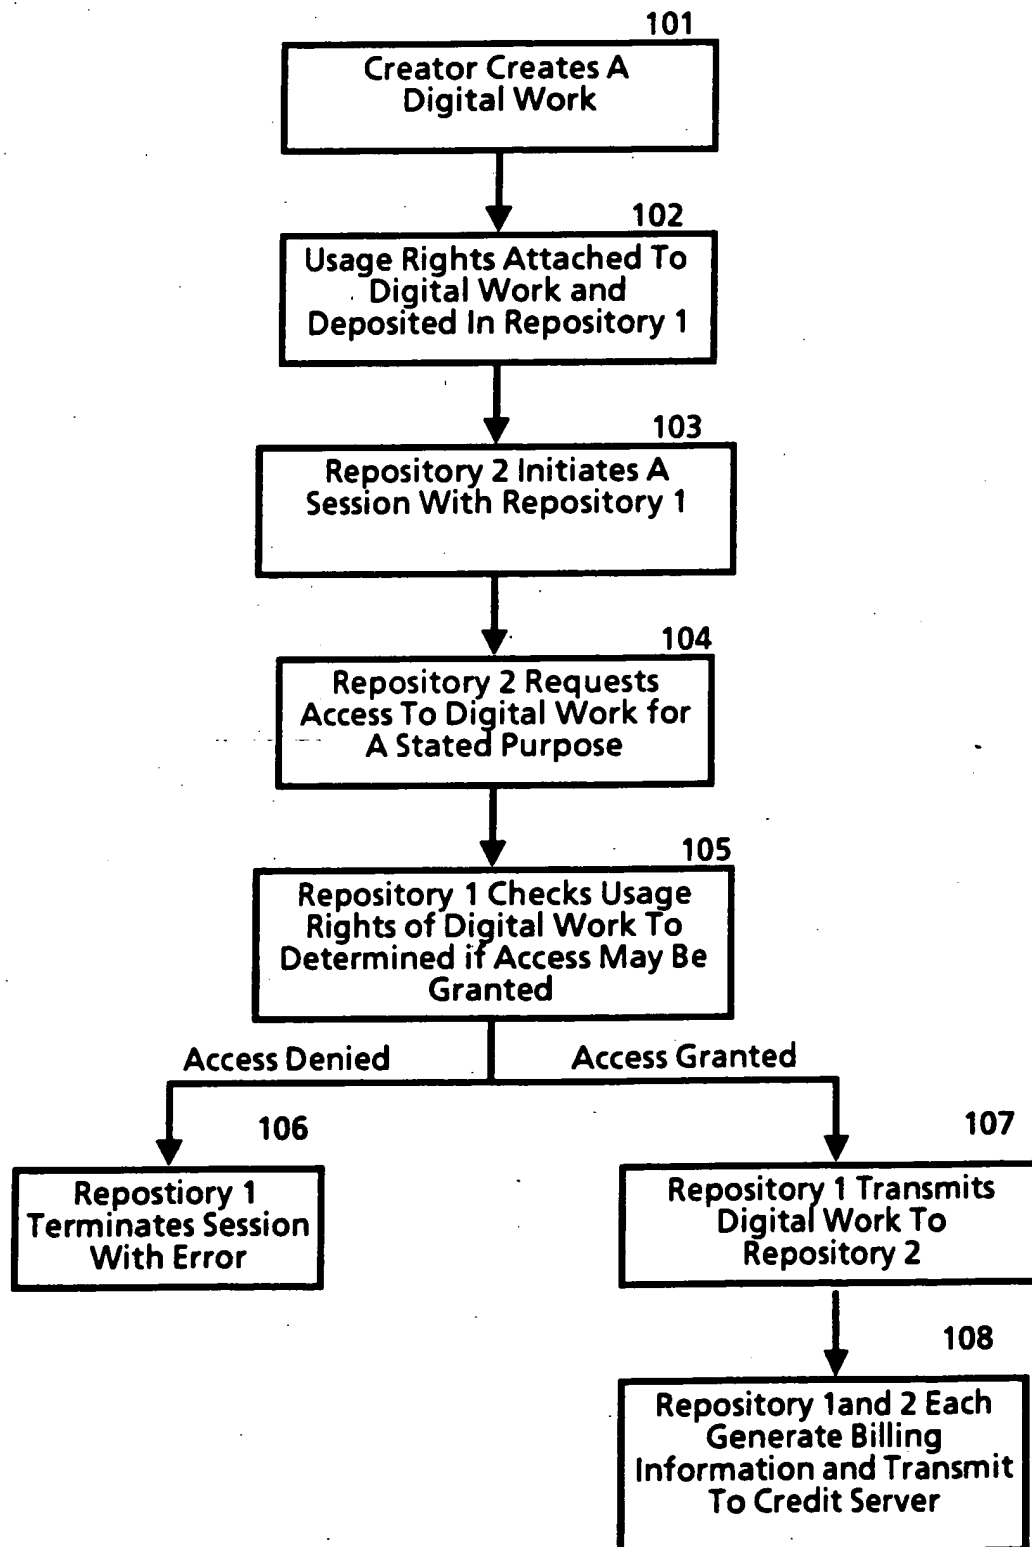 101
Creator Creates A
Digital Work
102
Usage Rights Attached To
Digital Work and
Deposited In Repository 1
103
Repository 2 Initiates A
Session With Repository 1
104
Repository 2 Requests
Access To Digital Work for
A Stated Purpose
105
Repository 1 Checks Usage
Rights of Digital Work To
Determined if Access May Be
Granted
Access Denied
Access Granted
106
Repostiory 1
Terminates Session
With Error
107
Repository 1 Transmits
Digital Work To
Repository 2
108
Repository 1and 2 Each
Generate Billing
Information and Transmit
To Credit Server